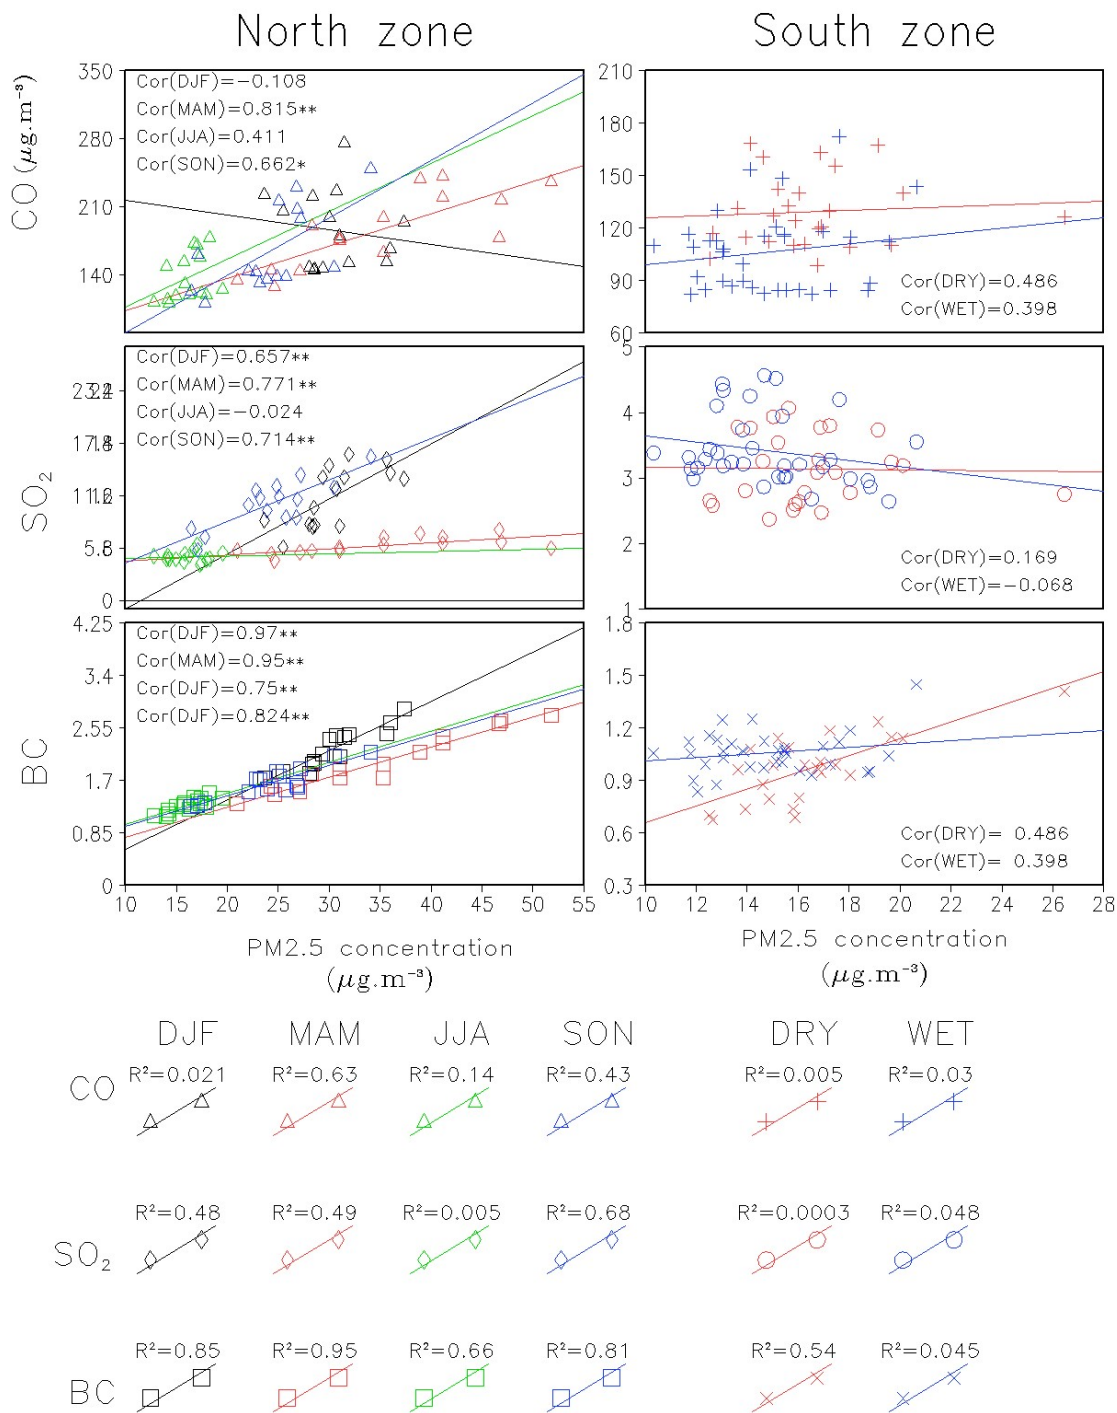 North zone
South zone
CO (μg.m⁻³)
350
280
210
140
Cor(DJF)=−0.108
Cor(MAM)=0.815**
Cor(JJA)=0.411
Cor(SON)=0.662*
210
180
150
120
90
60
Cor(DRY)=0.486
Cor(WET)=0.398
SO₂
5.8
0
Cor(DJF)=0.657**
Cor(MAM)=0.771**
Cor(JJA)=−0.024
Cor(SON)=0.714**
5
4
3
2
1
Cor(DRY)=0.169
Cor(WET)=−0.068
BC
4.25
3.4
2.55
1.7
0.85
0
Cor(DJF)=0.97**
Cor(MAM)=0.95**
Cor(DJF)=0.75**
Cor(DJF)=0.824**
10 15 20 25 30 35 40 45 50 55
PM2.5 concentration
(μg.m⁻³)
1.8
1.5
1.2
0.9
0.6
0.3
Cor(DRY)= 0.486
Cor(WET)= 0.398
10 12 14 16 18 20 22 24 26 28
PM2.5 concentration
(μg.m⁻³)
DJF MAM JJA SON DRY WET
CO
R²=0.021 R²=0.63 R²=0.14 R²=0.43 R²=0.005 R²=0.03
SO₂
R²=0.48 R²=0.49 R²=0.005 R²=0.68 R²=0.0003 R²=0.048
BC
R²=0.85 R²=0.95 R²=0.66 R²=0.81 R²=0.54 R²=0.045